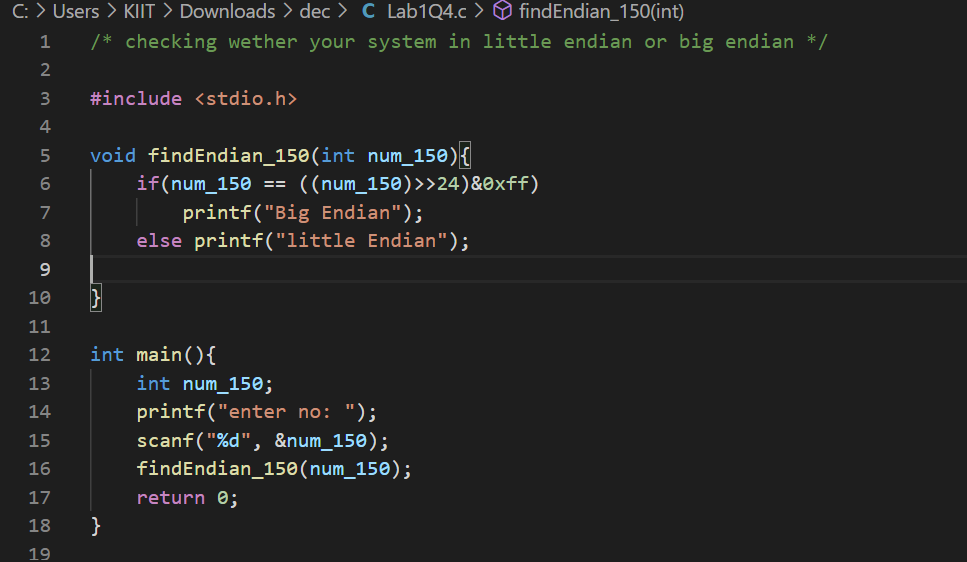 C: > Users > KIIT > Downloads > dec > C Lab1Q4.c > findEndian_150(int)
1 /* checking wether your system in little endian or big endian */
2
3 #include <stdio.h>
4
5 void findEndian_150(int num_150){
6 if(num_150 == ((num_150)>>24)&0xff)
7 printf("Big Endian");
8 else printf("little Endian");
9
10 }
11
12 int main(){
13 int num_150;
14 printf("enter no: ");
15 scanf("%d", &num_150);
16 findEndian_150(num_150);
17 return 0;
18 }
19